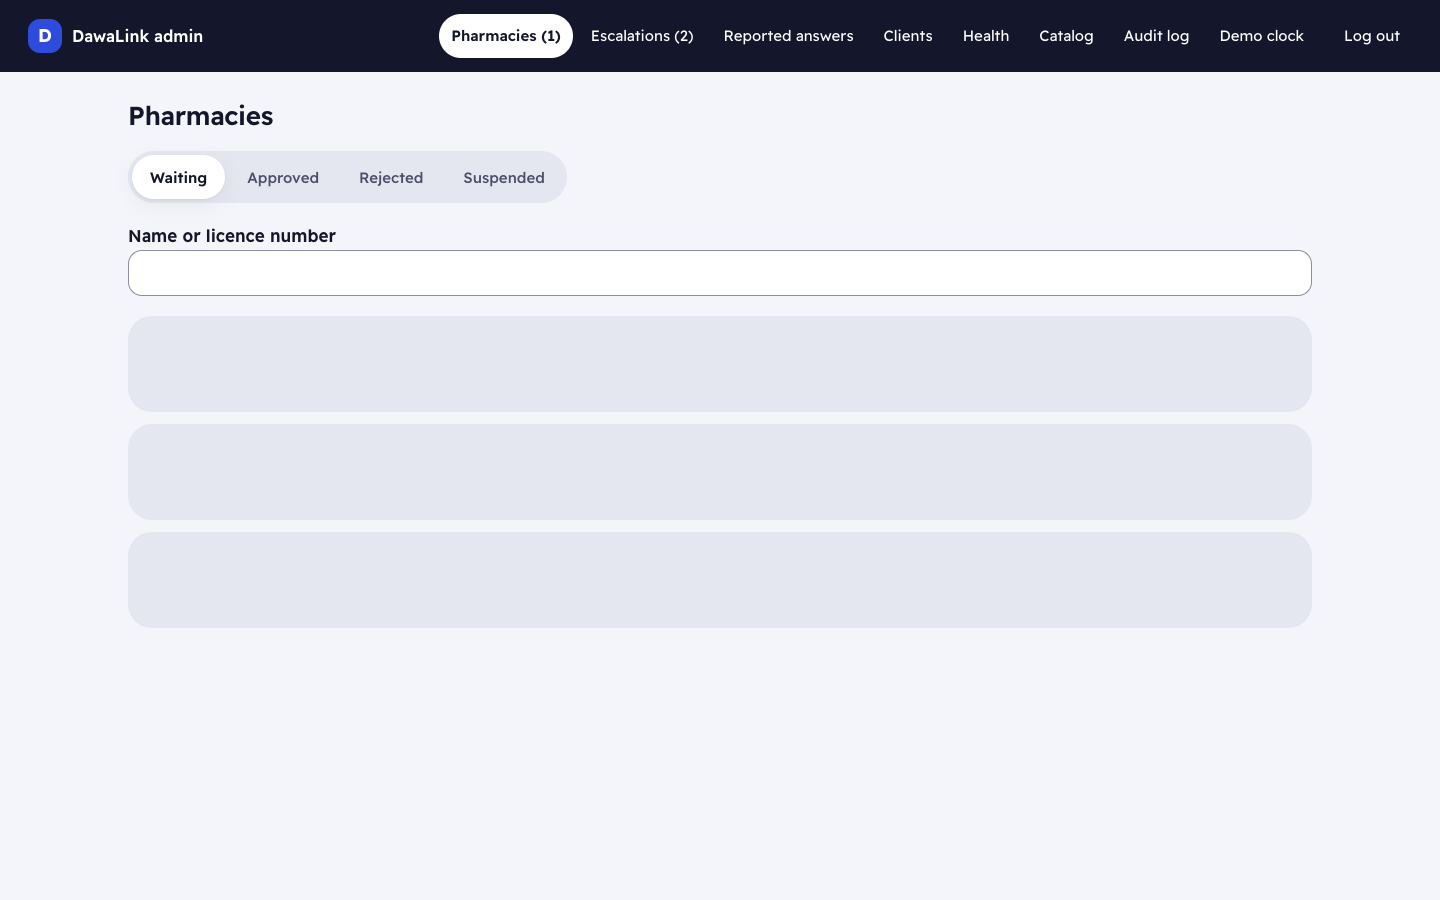 D DawaLink admin Pharmacies (1) Escalations (2) Reported answers Clients Health Catalog Audit log Demo clock Log out
Pharmacies
Waiting Approved Rejected Suspended
Name or licence number